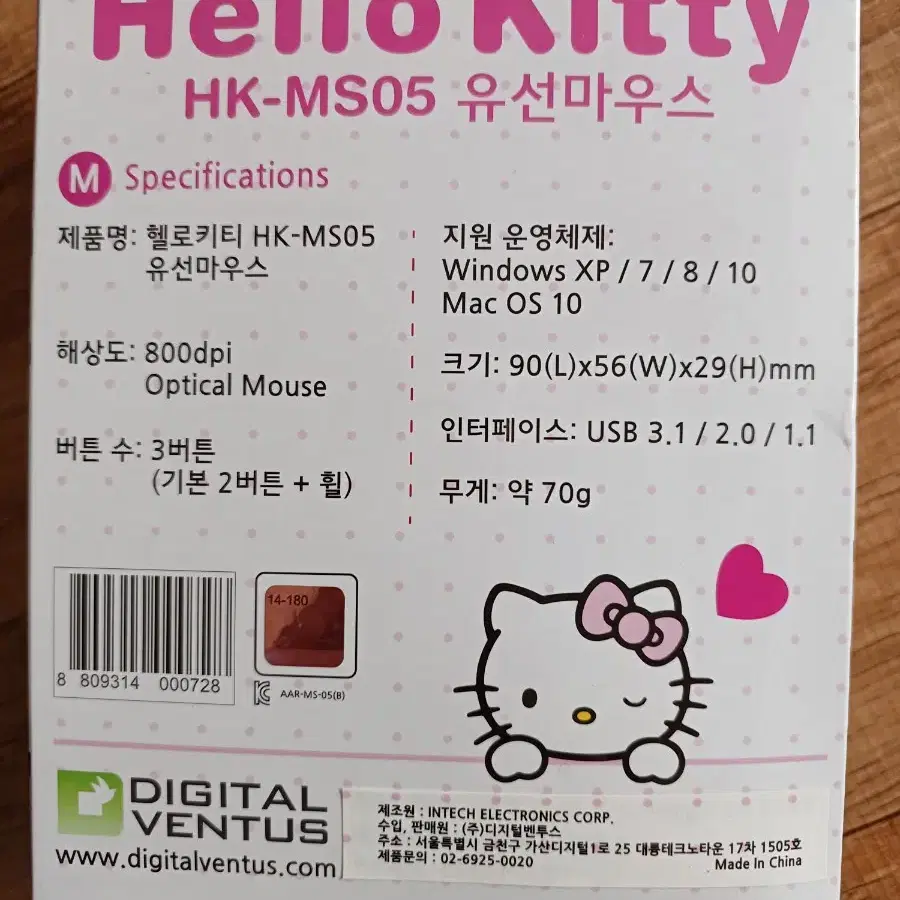 Hello Kitty
HK-MS05 유선마우스
M Specifications
제품명: 헬로키티 HK-MS05
유선마우스
해상도: 800dpi
Optical Mouse
버튼 수: 3버튼
(기본 2버튼 + 휠)
지원 운영체제:
Windows XP / 7 / 8 / 10
Mac OS 10
크기: 90(L)x56(W)x29(H)mm
인터페이스: USB 3.1 / 2.0 / 1.1
무게: 약 70g
8 809314 000728
14-180
AAR-MS-05(B)
DIGITAL
VENTUS
www.digitalventus.com
제조원 : INTECH ELECTRONICS CORP.
수입, 판매원 : (주)디지털벤투스
주소 : 서울특별시 금천구 가산디지털1로 25 대륭테크노타운 17차 1505호
제품문의 : 02-6925-0020
Made In China